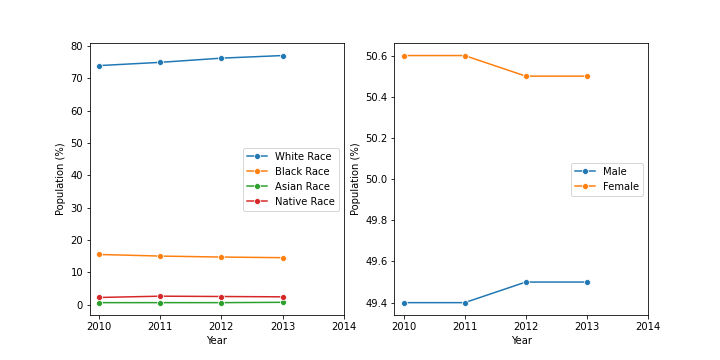 80
70
60
50
40
30
20
10
0
Population (%)
2010 2011 2012 2013 2014
Year
White Race
Black Race
Asian Race
Native Race
50.6
50.4
50.2
50.0
49.8
49.6
49.4
Population (%)
2010 2011 2012 2013 2014
Year
Male
Female